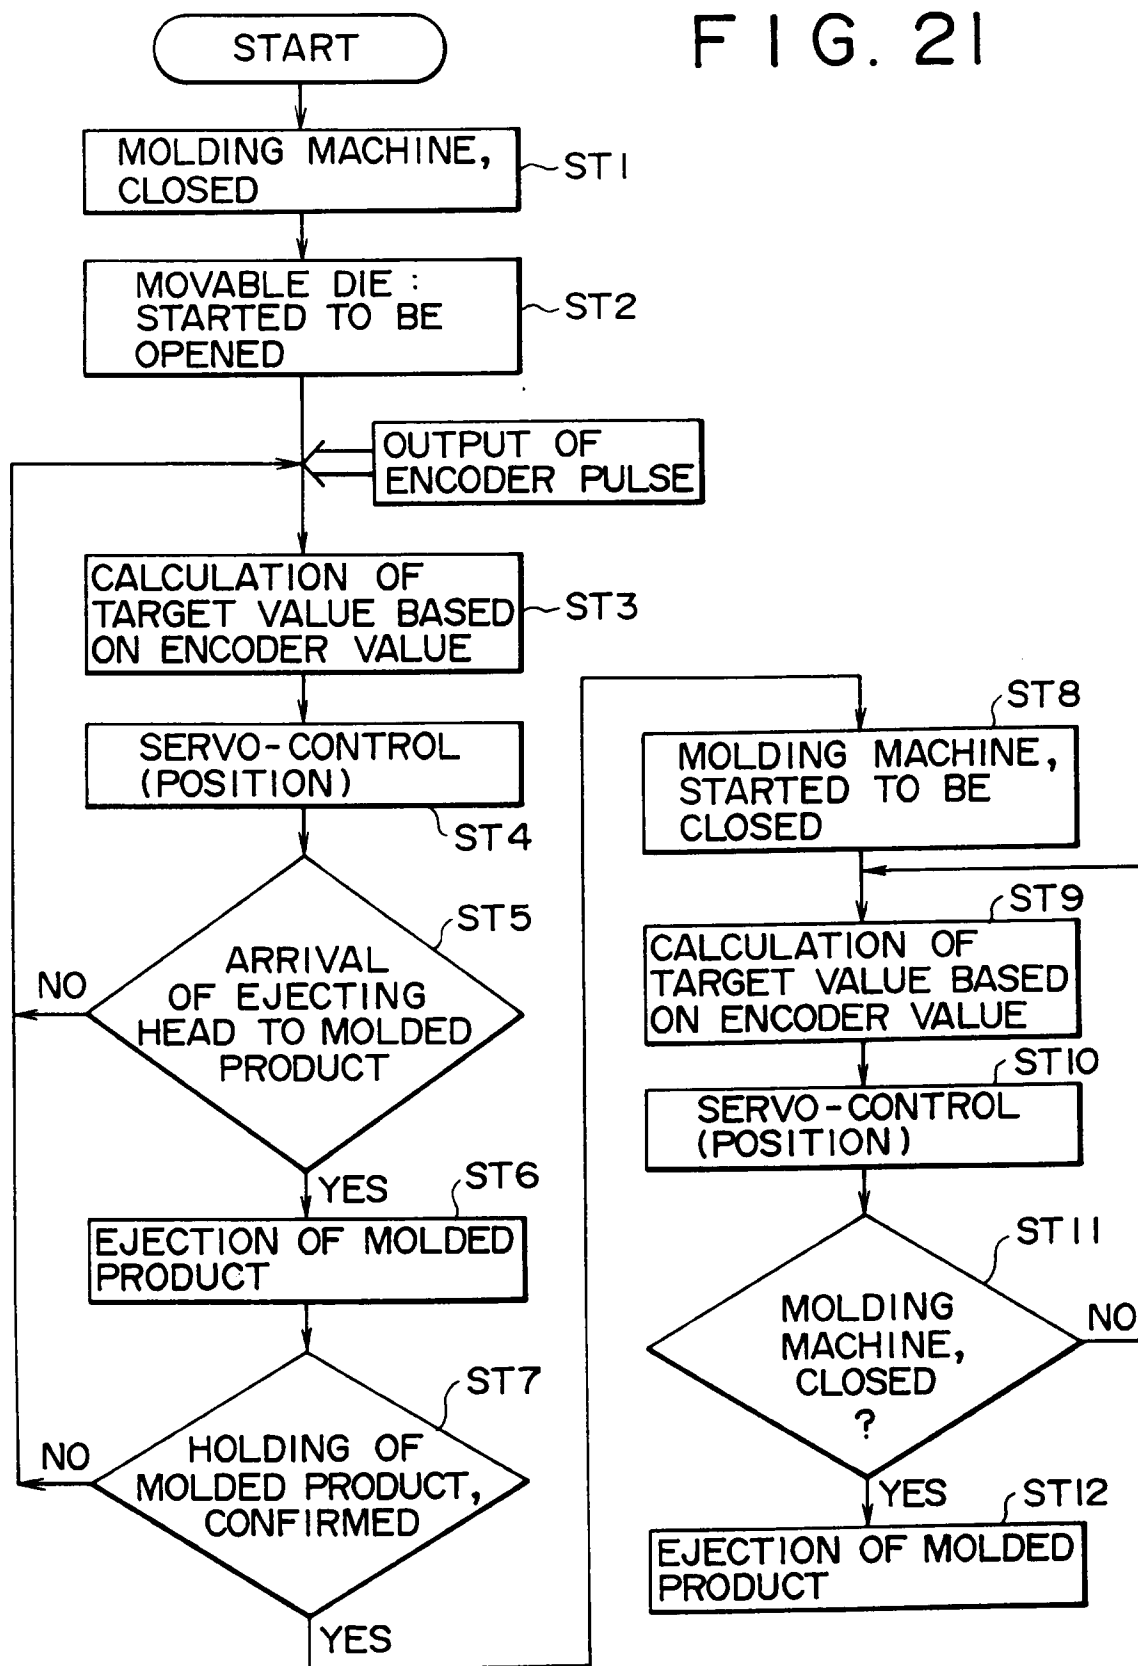 FIG. 21
START
MOLDING MACHINE,
CLOSED
ST1
MOVABLE DIE :
STARTED TO BE
OPENED
ST2
OUTPUT OF
ENCODER PULSE
CALCULATION OF
TARGET VALUE BASED
ON ENCODER VALUE
ST3
SERVO-CONTROL
(POSITION)
ST4
ST5
ARRIVAL
OF EJECTING
HEAD TO MOLDED
PRODUCT
NO
YES
ST6
EJECTION OF MOLDED
PRODUCT
ST7
HOLDING OF
MOLDED PRODUCT,
CONFIRMED
NO
YES
ST8
MOLDING MACHINE,
STARTED TO BE
CLOSED
ST9
CALCULATION OF
TARGET VALUE BASED
ON ENCODER VALUE
ST10
SERVO-CONTROL
(POSITION)
ST11
MOLDING
MACHINE,
CLOSED
?
NO
YES
ST12
EJECTION OF MOLDED
PRODUCT